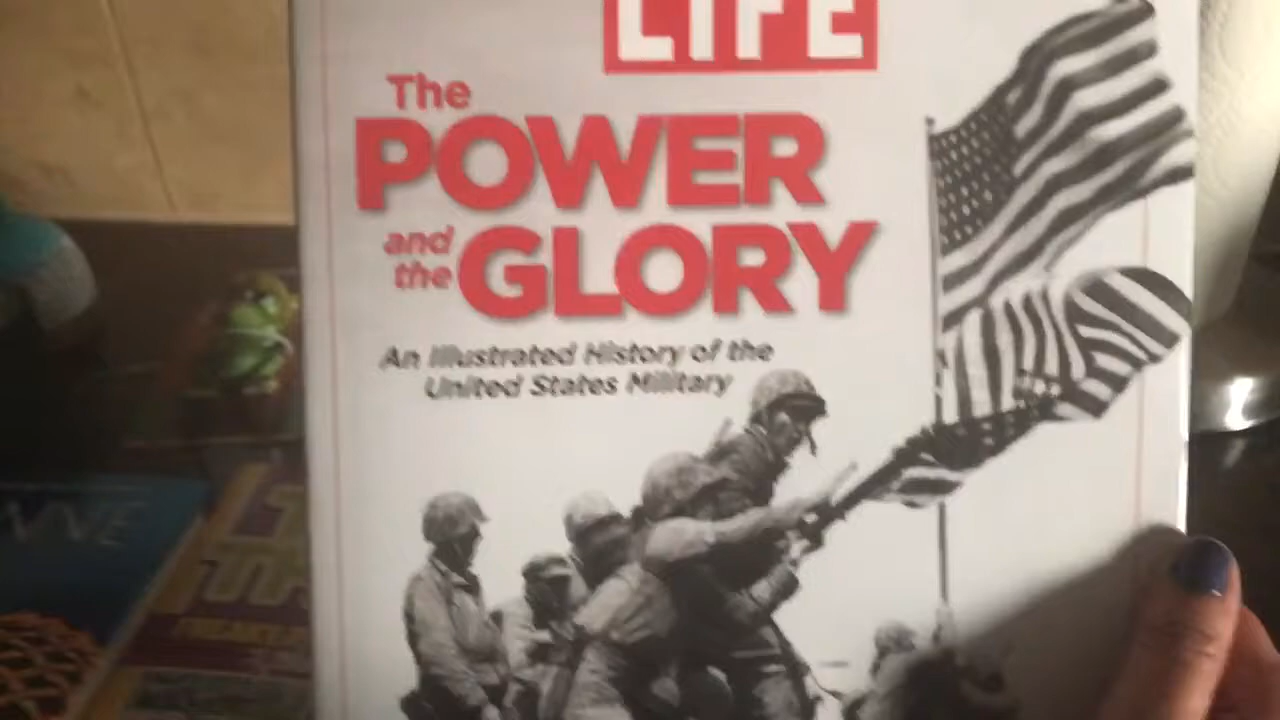 LIFE
The
POWER
and
the GLORY
An Illustrated History of the
United States Military